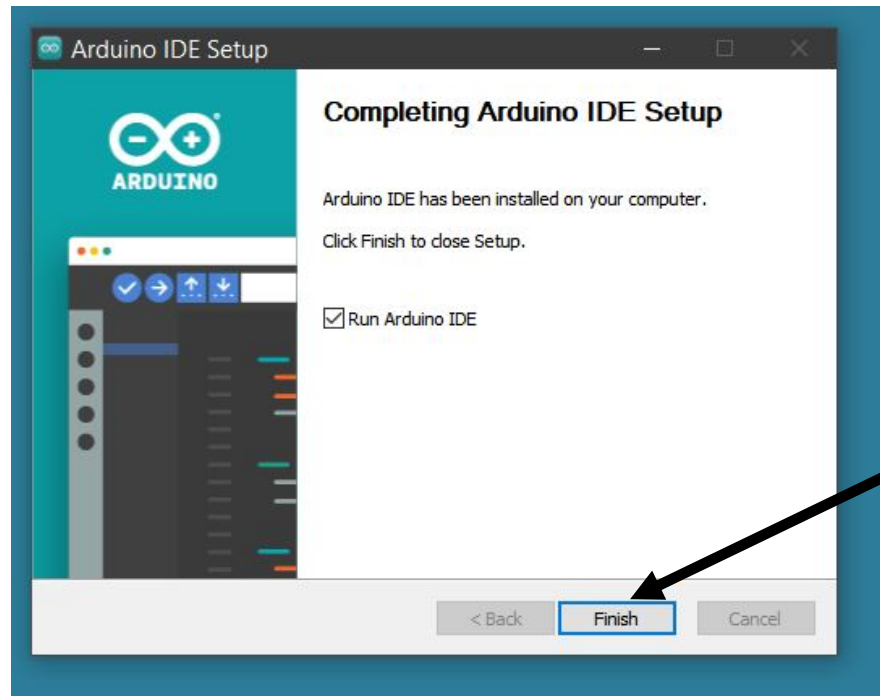 Arduino IDE Setup
Completing Arduino IDE Setup
ARDUINO
Arduino IDE has been installed on your computer.
Click Finish to close Setup.
Run Arduino IDE
< Back Finish Cancel